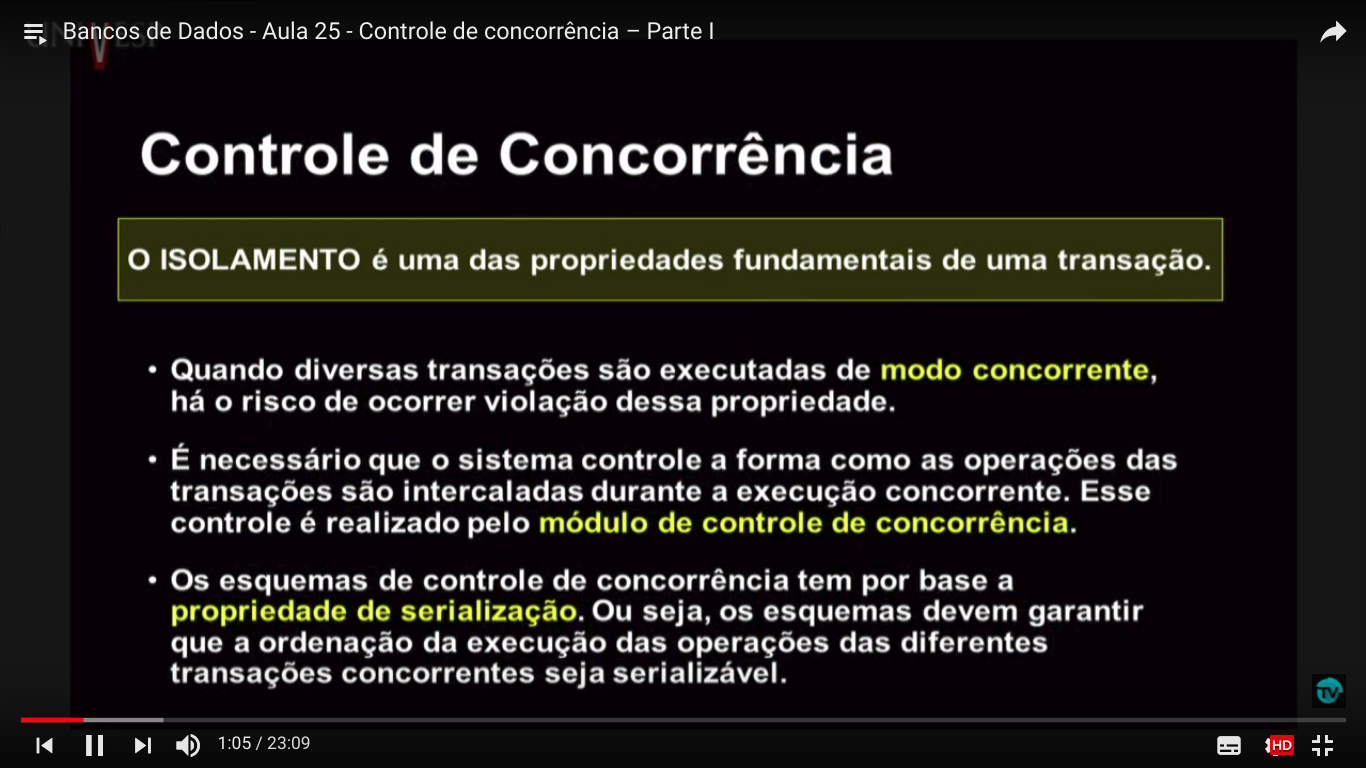 Bancos de Dados - Aula 25 - Controle de concorrência – Parte I
Controle de Concorrência
O ISOLAMENTO é uma das propriedades fundamentais de uma transação.
• Quando diversas transações são executadas de modo concorrente,
há o risco de ocorrer violação dessa propriedade.
• É necessário que o sistema controle a forma como as operações das
transações são intercaladas durante a execução concorrente. Esse
controle é realizado pelo módulo de controle de concorrência.
• Os esquemas de controle de concorrência tem por base a
propriedade de serialização. Ou seja, os esquemas devem garantir
que a ordenação da execução das operações das diferentes
transações concorrentes seja serializável.
TV
1:05 / 23:09
HD